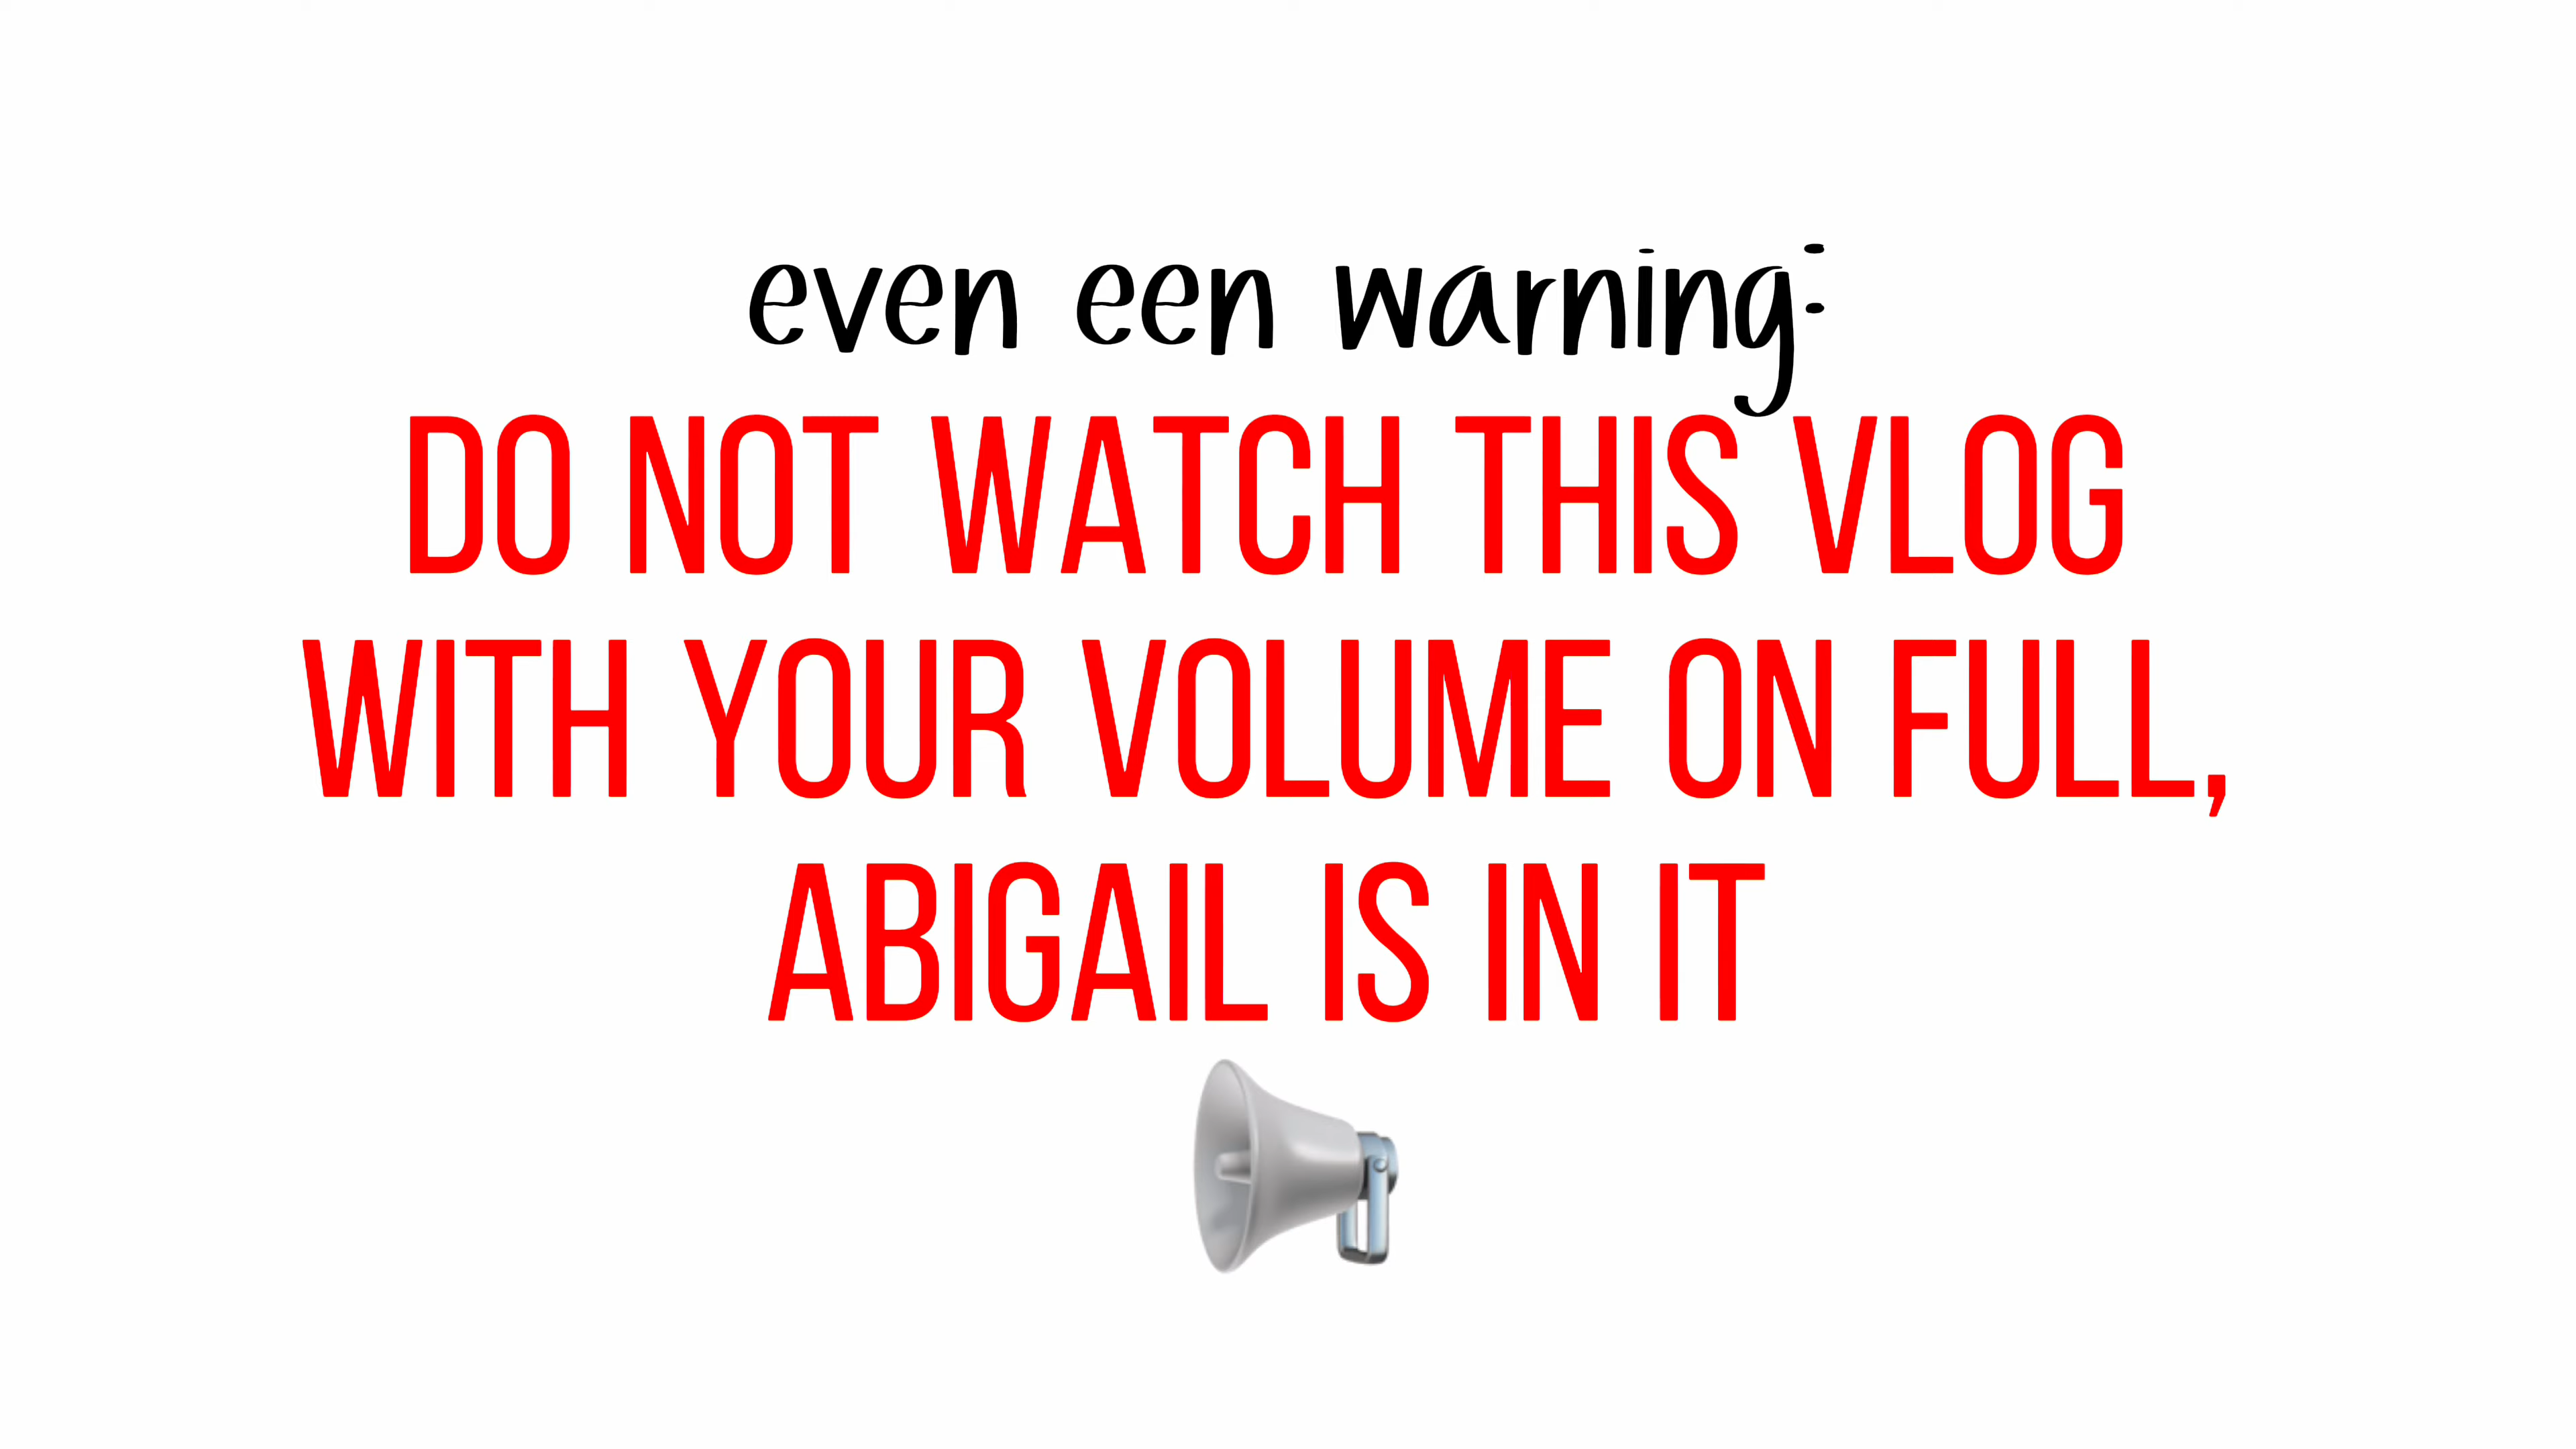 even een warning:
DO NOT WATCH THIS VLOG
WITH YOUR VOLUME ON FULL,
ABIGAIL IS IN IT